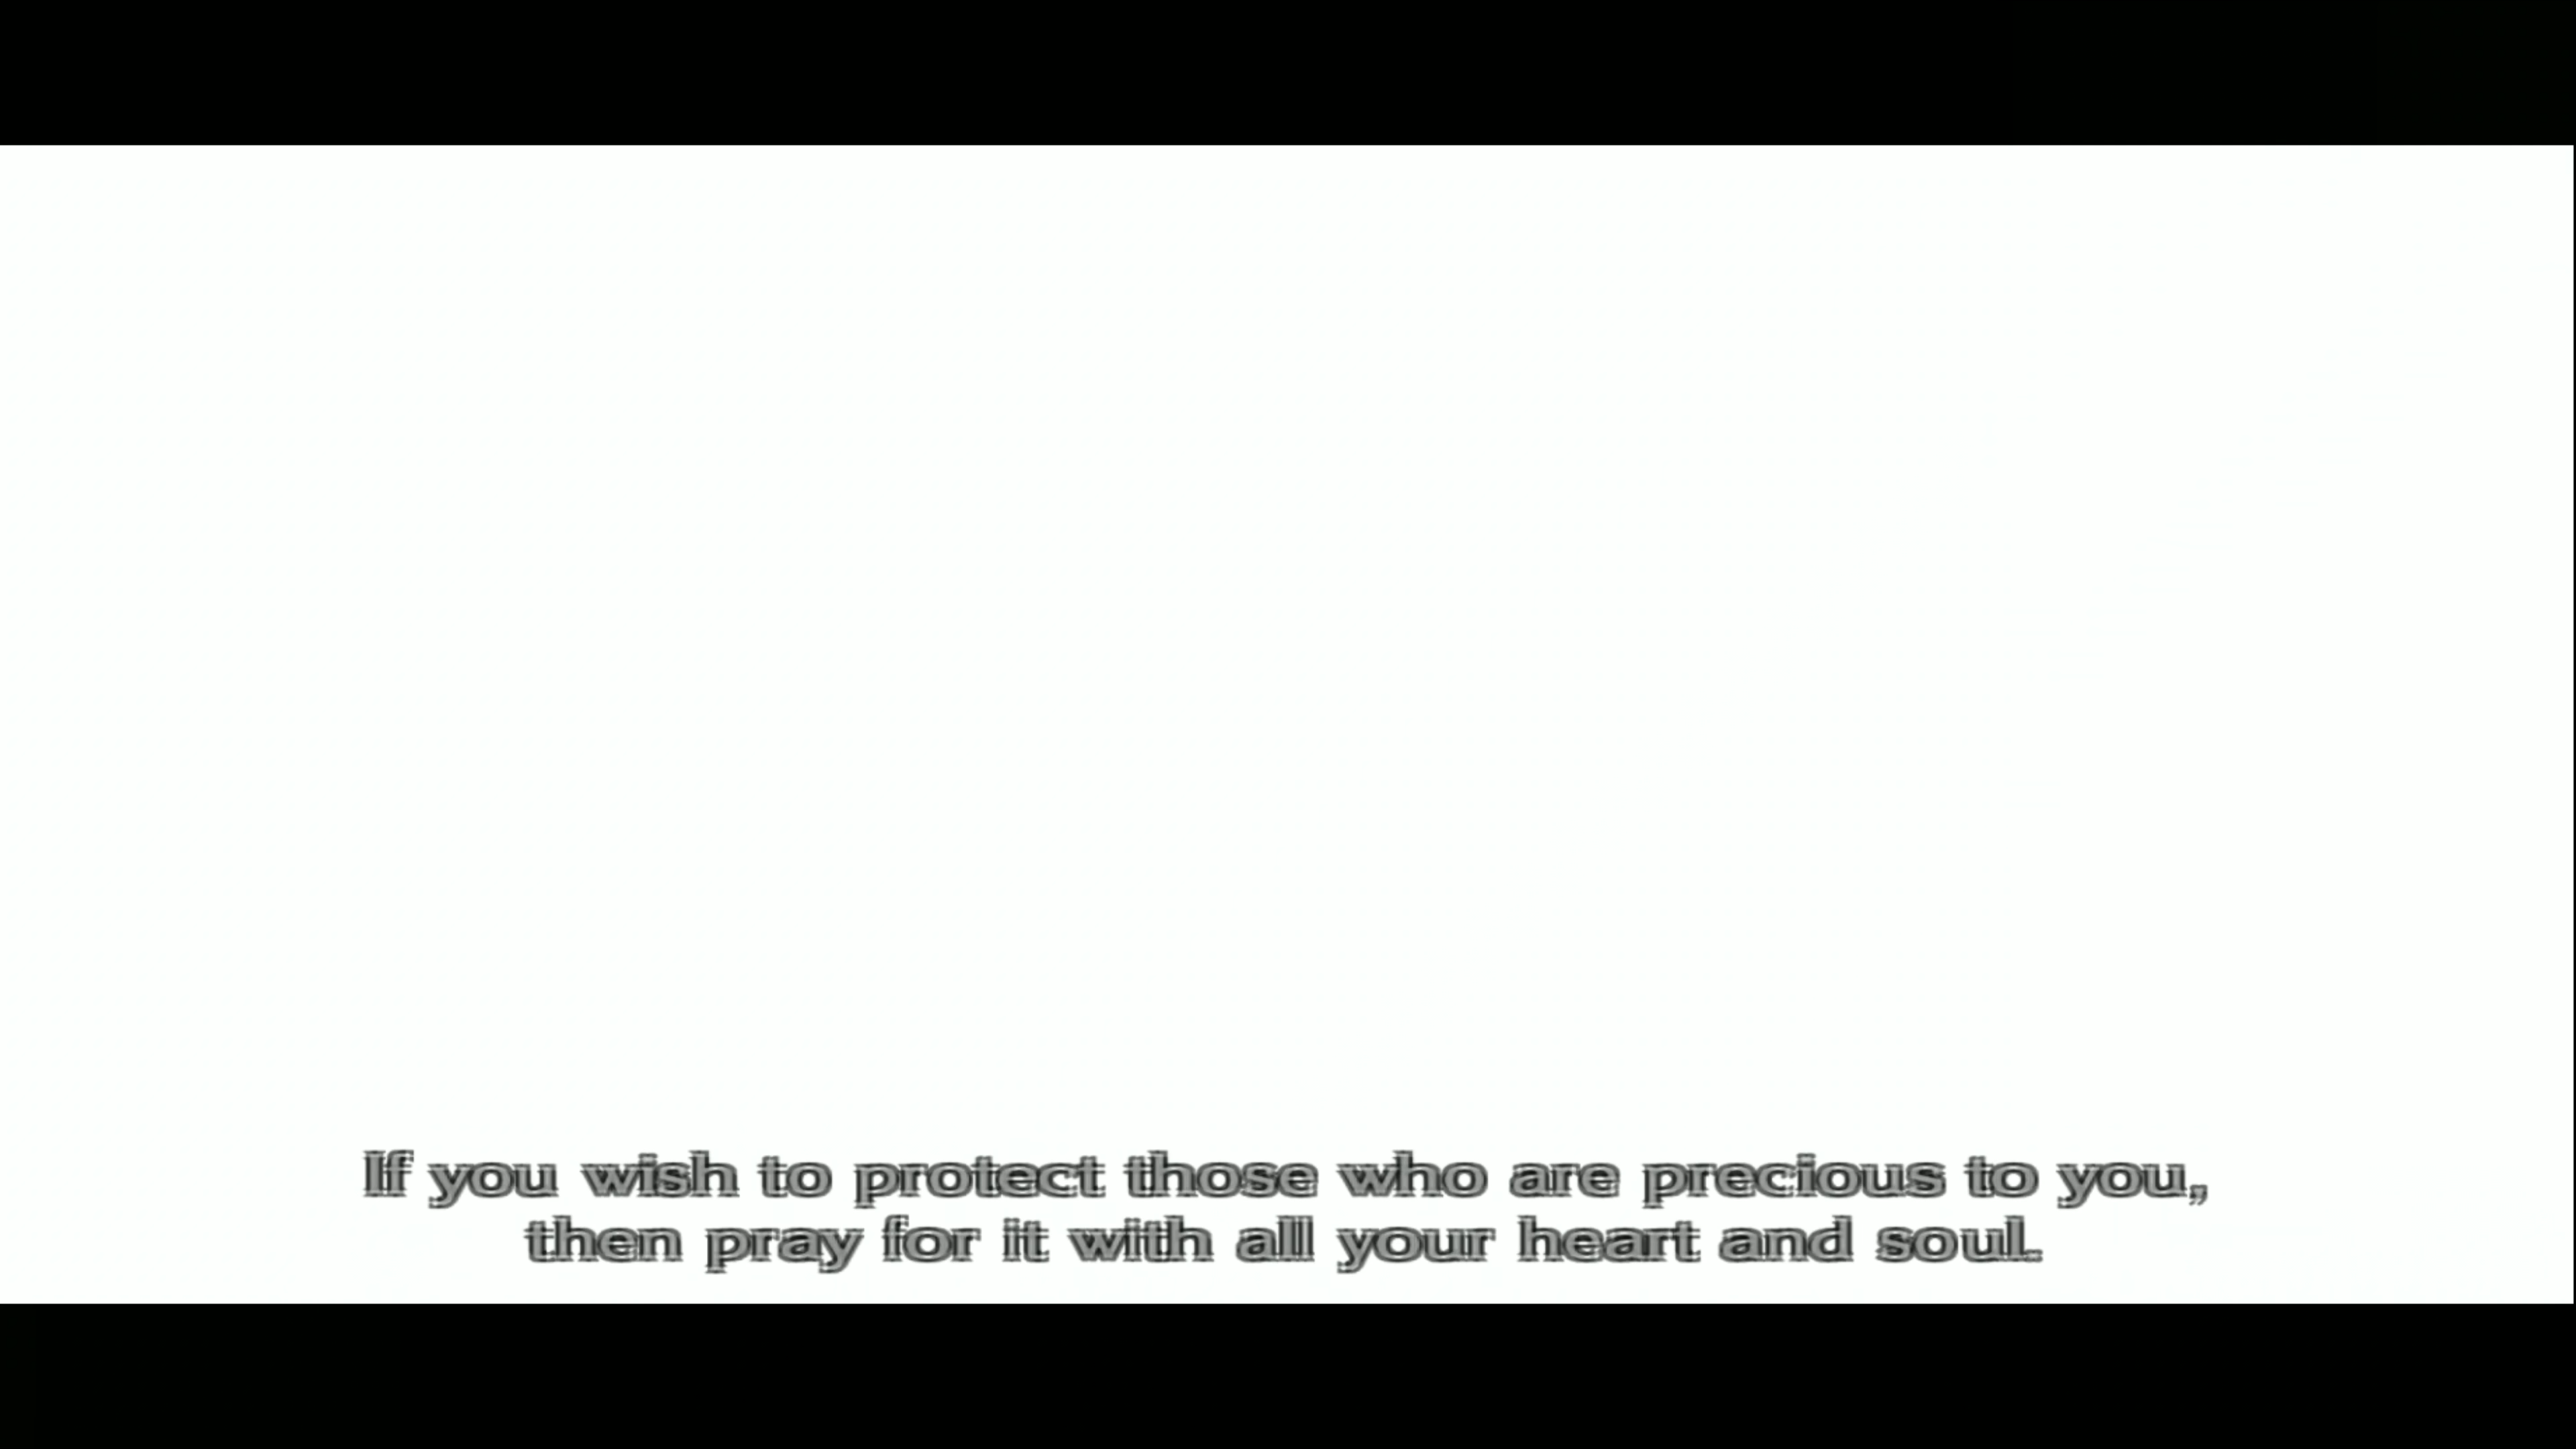 If you wish to protect those who are precious to you,
then pray for it with all your heart and soul.